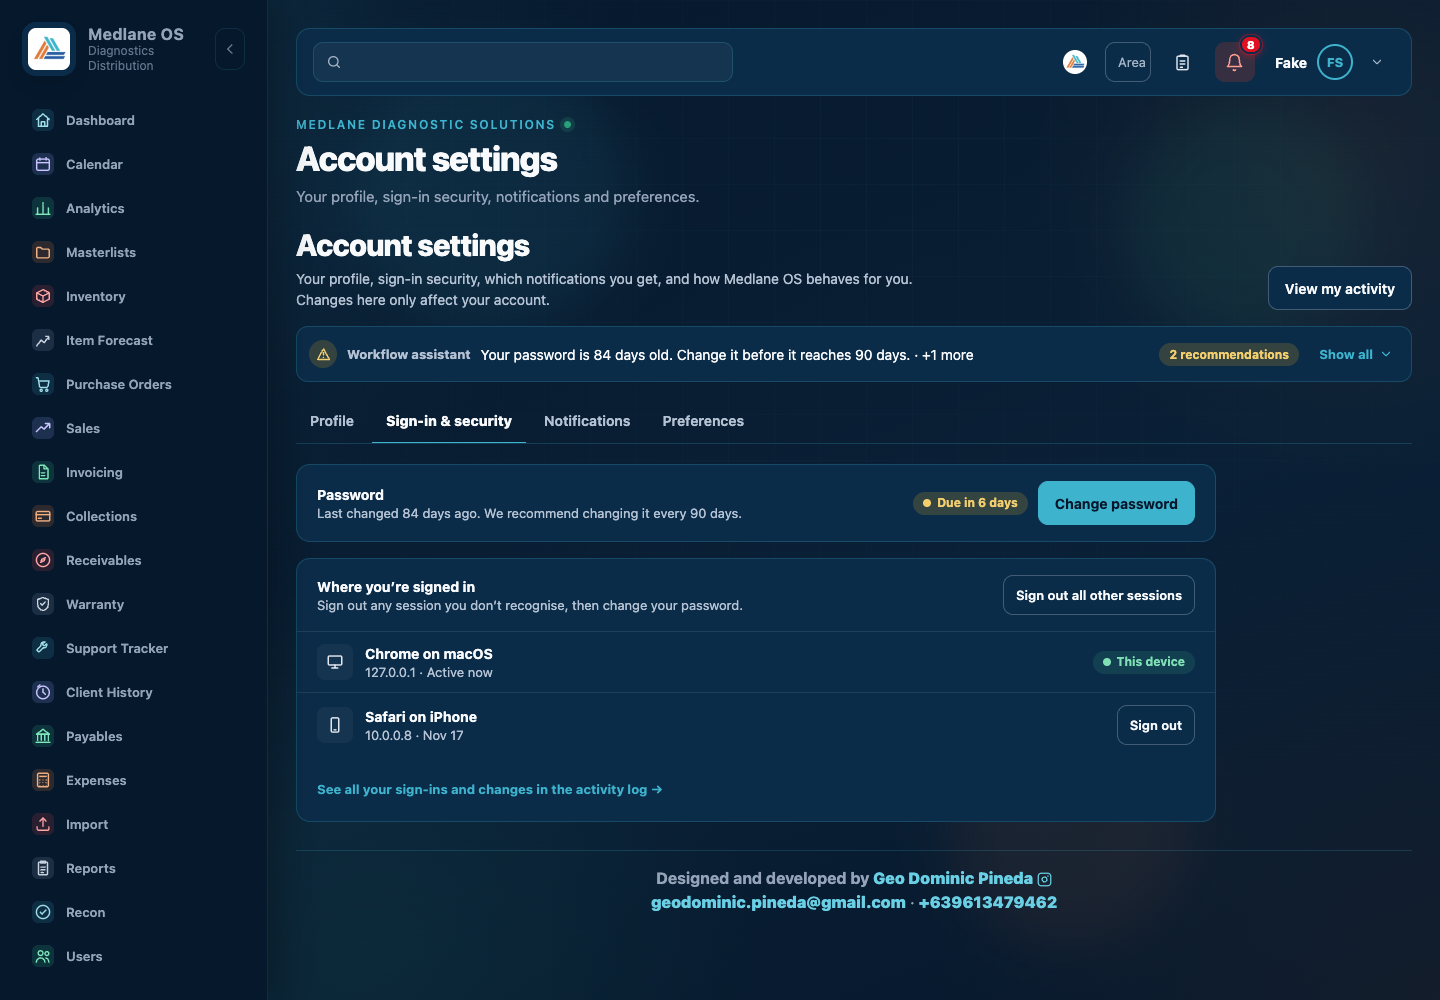 Medlane OS
Diagnostics
Distribution
Dashboard
Calendar
Analytics
Masterlists
Inventory
Item Forecast
Purchase Orders
Sales
Invoicing
Collections
Receivables
Warranty
Support Tracker
Client History
Payables
Expenses
Import
Reports
Recon
Users
Area
8
Fake
FS
MEDLANE DIAGNOSTIC SOLUTIONS
Account settings
Your profile, sign-in security, notifications and preferences.
Account settings
Your profile, sign-in security, which notifications you get, and how Medlane OS behaves for you.
Changes here only affect your account.
View my activity
Workflow assistant Your password is 84 days old. Change it before it reaches 90 days. · +1 more
2 recommendations
Show all
Profile
Sign-in & security
Notifications
Preferences
Password
Last changed 84 days ago. We recommend changing it every 90 days.
Due in 6 days
Change password
Where you’re signed in
Sign out any session you don’t recognise, then change your password.
Sign out all other sessions
Chrome on macOS
127.0.0.1 · Active now
This device
Safari on iPhone
10.0.0.8 · Nov 17
Sign out
See all your sign-ins and changes in the activity log →
Designed and developed by Geo Dominic Pineda
geodominic.pineda@gmail.com · +639613479462